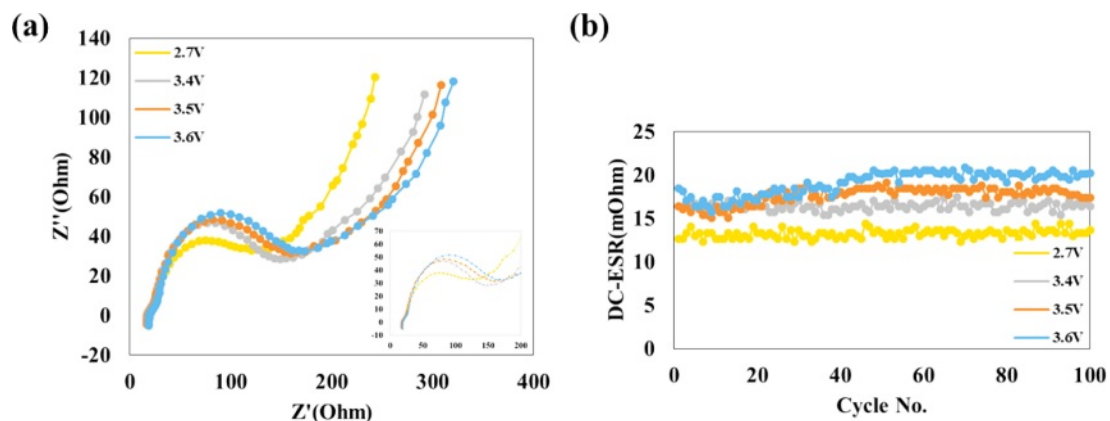 (a)
140
120
100
80
60
40
20
0
-20
Z''(Ohm)
2.7V
3.4V
3.5V
3.6V
70
60
50
40
30
20
10
0
-10
0 50 100 150 200
0 100 200 300 400
Z'(Ohm)
(b)
25
20
15
10
5
0
DC-ESR(mOhm)
2.7V
3.4V
3.5V
3.6V
0 20 40 60 80 100
Cycle No.